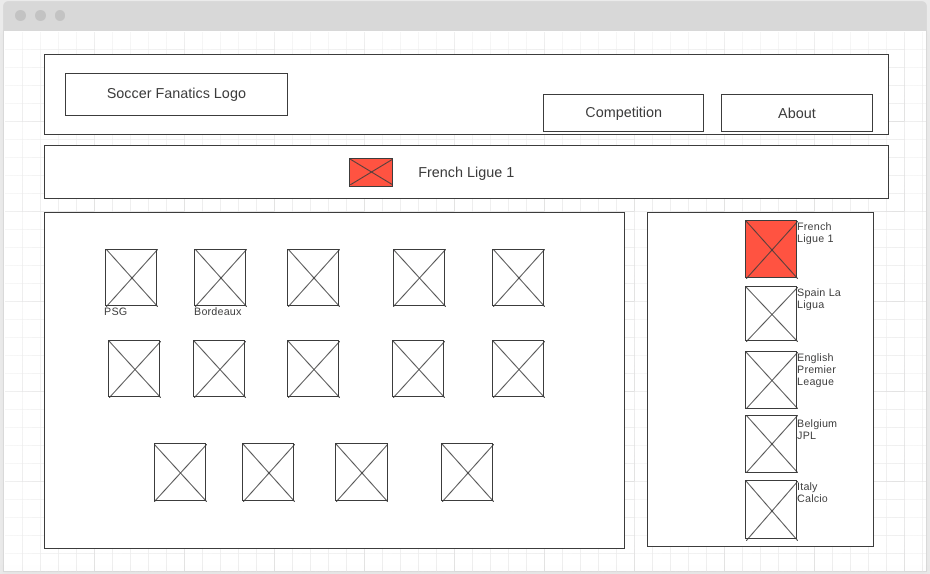 Soccer Fanatics Logo
Competition
About
French Ligue 1
PSG
Bordeaux
French
Ligue 1
Spain La
Ligua
English
Premier
League
Belgium
JPL
Italy
Calcio